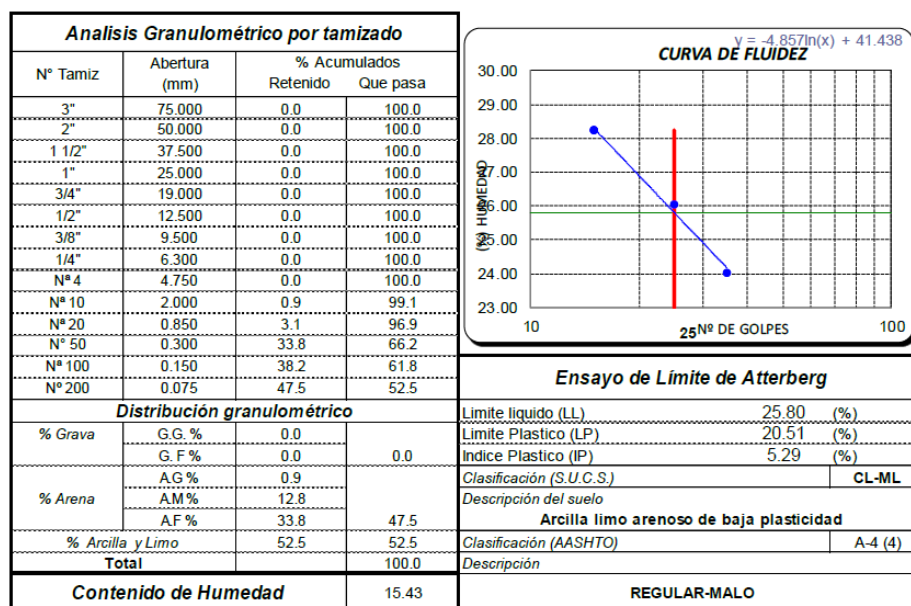 Analisis Granulométrico por tamizado
N° Tamiz Abertura (mm) % Acumulados
Retenido Que pasa
3" 75.000 0.0 100.0
2" 50.000 0.0 100.0
1 1/2" 37.500 0.0 100.0
1" 25.000 0.0 100.0
3/4" 19.000 0.0 100.0
1/2" 12.500 0.0 100.0
3/8" 9.500 0.0 100.0
1/4" 6.300 0.0 100.0
Nª 4 4.750 0.0 100.0
Nª 10 2.000 0.9 99.1
Nª 20 0.850 3.1 96.9
N° 50 0.300 33.8 66.2
Nª 100 0.150 38.2 61.8
Nº 200 0.075 47.5 52.5
Distribución granulométrico
% Grava G.G. % 0.0
G. F % 0.0 0.0
% Arena A.G % 0.9
A.M % 12.8
A.F % 33.8 47.5
% Arcilla y Limo 52.5 52.5
Total 100.0
Contenido de Humedad 15.43
y = -4.857ln(x) + 41.438
CURVA DE FLUIDEZ
30.00
29.00
28.00
27.00
26.00
25.00
24.00
23.00
(%) HUMEDAD
10 25 Nº DE GOLPES 100
Ensayo de Límite de Atterberg
Limite liquido (LL) 25.80 (%)
Limite Plastico (LP) 20.51 (%)
Indice Plastico (IP) 5.29 (%)
Clasificación (S.U.C.S.) CL-ML
Descripción del suelo
Arcilla limo arenoso de baja plasticidad
Clasificación (AASHTO) A-4 (4)
Descripción
REGULAR-MALO